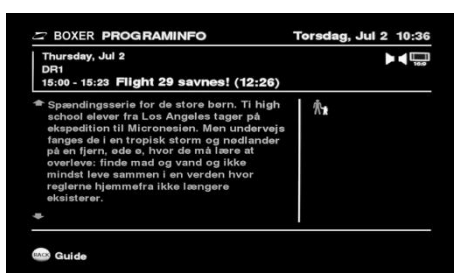 BOXER PROGRAMINFO
Torsdag, Jul 2 10:36
Thursday, Jul 2
DR1
16:9
15:00 - 15:23 Flight 29 savnes! (12:26)
Spændingsserie for de store børn. Ti high
school elever fra Los Angeles tager på
ekspedition til Micronesien. Men undervejs
fanges de i en tropisk storm og nødlander
på en fjern, øde ø, hvor de må lære at
overleve: finde mad og vand og ikke
mindst leve sammen i en verden hvor
reglerne hjemmefra ikke længere
eksisterer.
BACK Guide